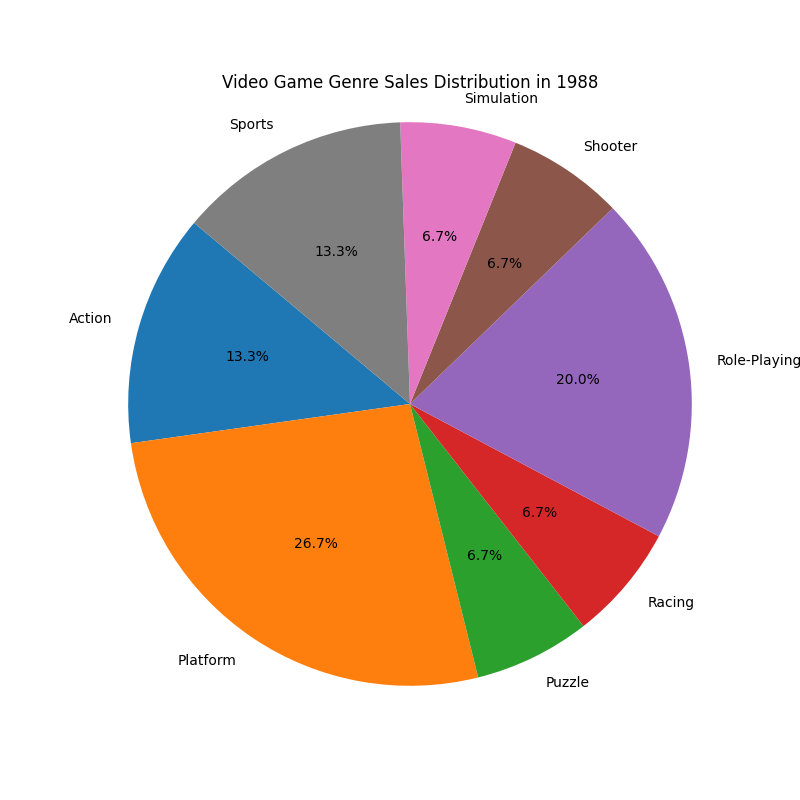 Video Game Genre Sales Distribution in 1988
Simulation
Sports
Shooter
6.7%
13.3%
6.7%
Action
13.3%
Role-Playing
20.0%
6.7%
26.7%
6.7%
Racing
Platform
Puzzle